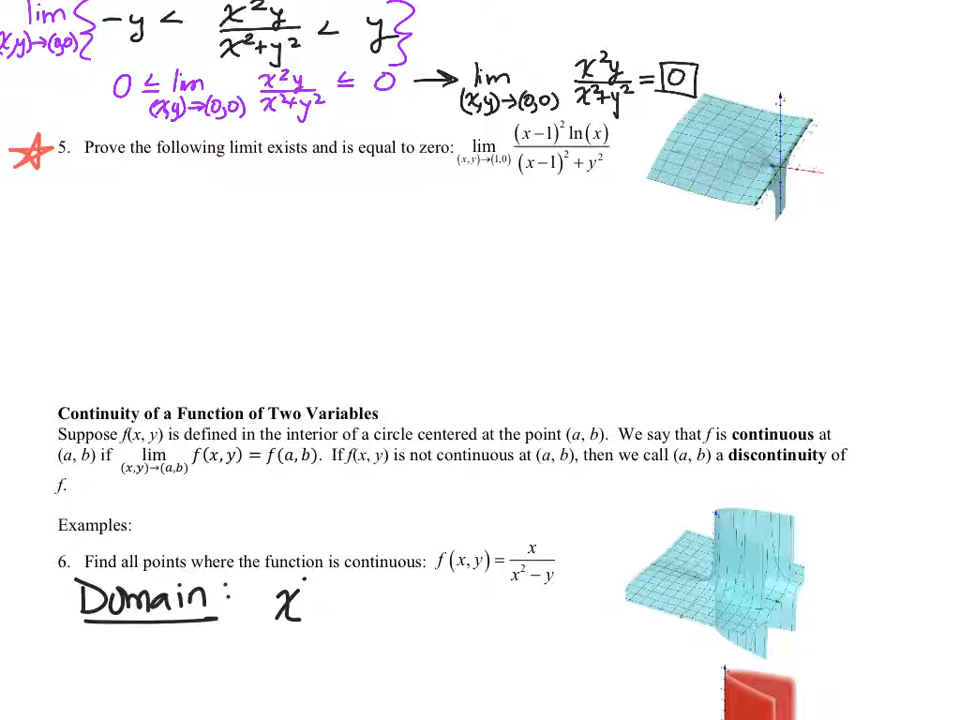 lim { -y < x²y / x²+y² < y }
(x,y)→(0,0)
0 ≤ lim (x,y)→(0,0) x²y / x²+y² ≤ 0 → lim (x,y)→(0,0) x²y / x²+y² = 0
5. Prove the following limit exists and is equal to zero: lim (x,y)→(1,0) (x−1)² ln(x) / (x−1)² + y²
Continuity of a Function of Two Variables
Suppose f(x, y) is defined in the interior of a circle centered at the point (a, b). We say that f is continuous at
(a, b) if lim (x,y)→(a,b) f(x, y) = f(a, b). If f(x, y) is not continuous at (a, b), then we call (a, b) a discontinuity of
f.
Examples:
6. Find all points where the function is continuous: f(x, y) = x / x² − y
Domain: x